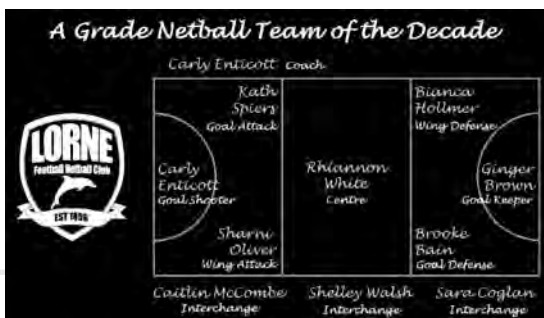 A Grade Netball Team of the Decade
Carly Enticott Coach
Kath
Spiers
Goal Attack
Bianca
Hollmer
Wing Defense
LORNE
Football Netball Club
EST 1896
Carly
Enticott
Goal Shooter
Rhiannon
White
Centre
Ginger
Brown
Goal Keeper
Sharni
Oliver
Wing Attack
Brooke
Bain
Goal Defense
Caitlin McCombe
Interchange
Shelley Walsh
Interchange
Sara Coglan
Interchange